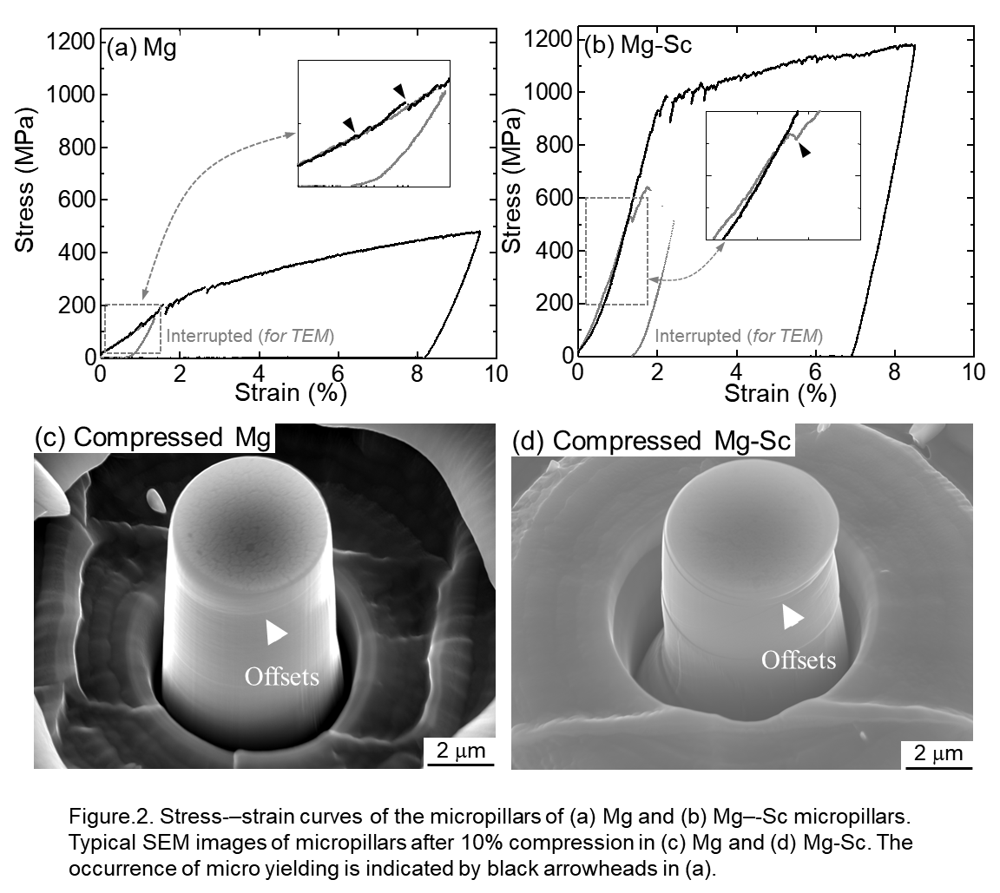 (a) Mg
1200
1000
800
600
400
200
0
Stress (MPa)
Interrupted (for TEM)
0 2 4 6 8 10
Strain (%)
(b) Mg-Sc
1200
1000
800
600
400
200
0
Stress (MPa)
Interrupted (for TEM)
0 2 4 6 8 10
Strain (%)
(c) Compressed Mg
Offsets
2 μm
(d) Compressed Mg-Sc
Offsets
2 μm
Figure.2. Stress-–strain curves of the micropillars of (a) Mg and (b) Mg–-Sc micropillars.
Typical SEM images of micropillars after 10% compression in (c) Mg and (d) Mg-Sc. The
occurrence of micro yielding is indicated by black arrowheads in (a).